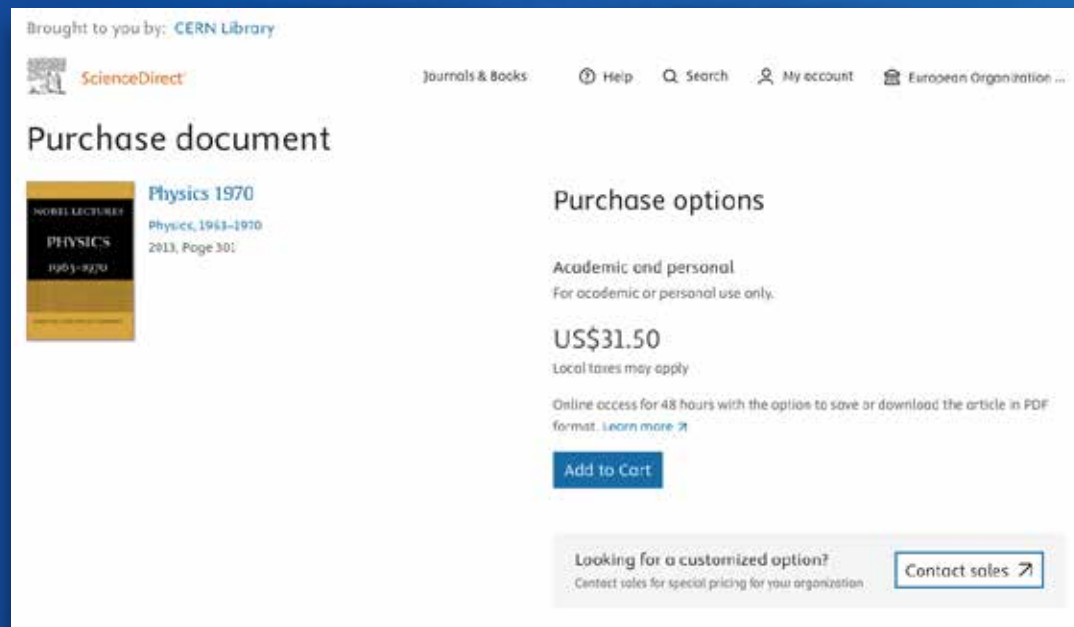 Brought to you by: CERN Library
ScienceDirect
Journals & Books
Help
Search
My account
European Organization ...
Purchase document
NOBEL LECTURES
PHYSICS
1963-1970
Physics 1970
Physics, 1963–1970
2013, Page 301
Purchase options
Academic and personal
For academic or personal use only.
US$31.50
Local taxes may apply
Online access for 48 hours with the option to save or download the article in PDF
format. Learn more ↗
Add to Cart
Looking for a customized option?
Contact sales for special pricing for your organization
Contact sales ↗